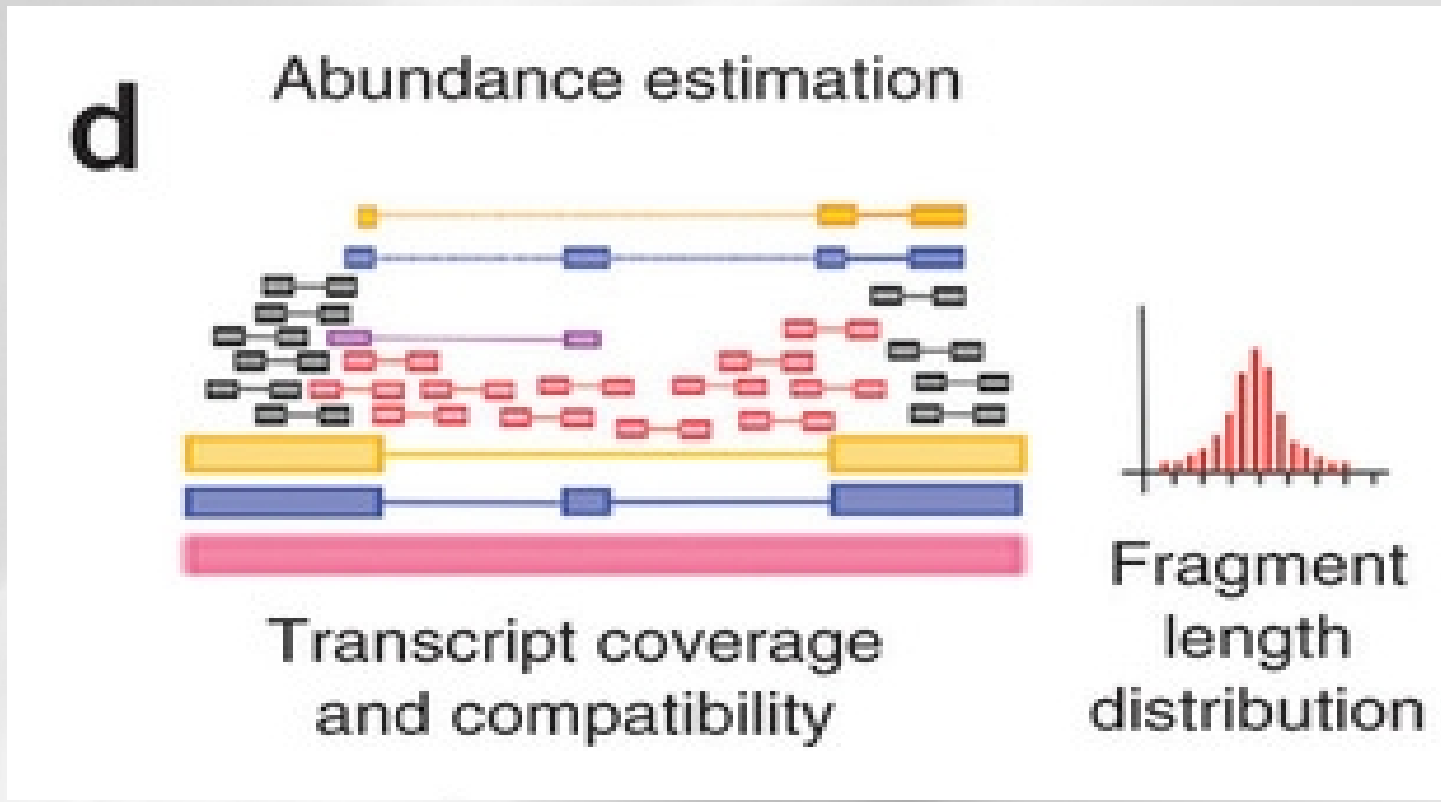 d
Abundance estimation
Transcript coverage
and compatibility
Fragment
length
distribution